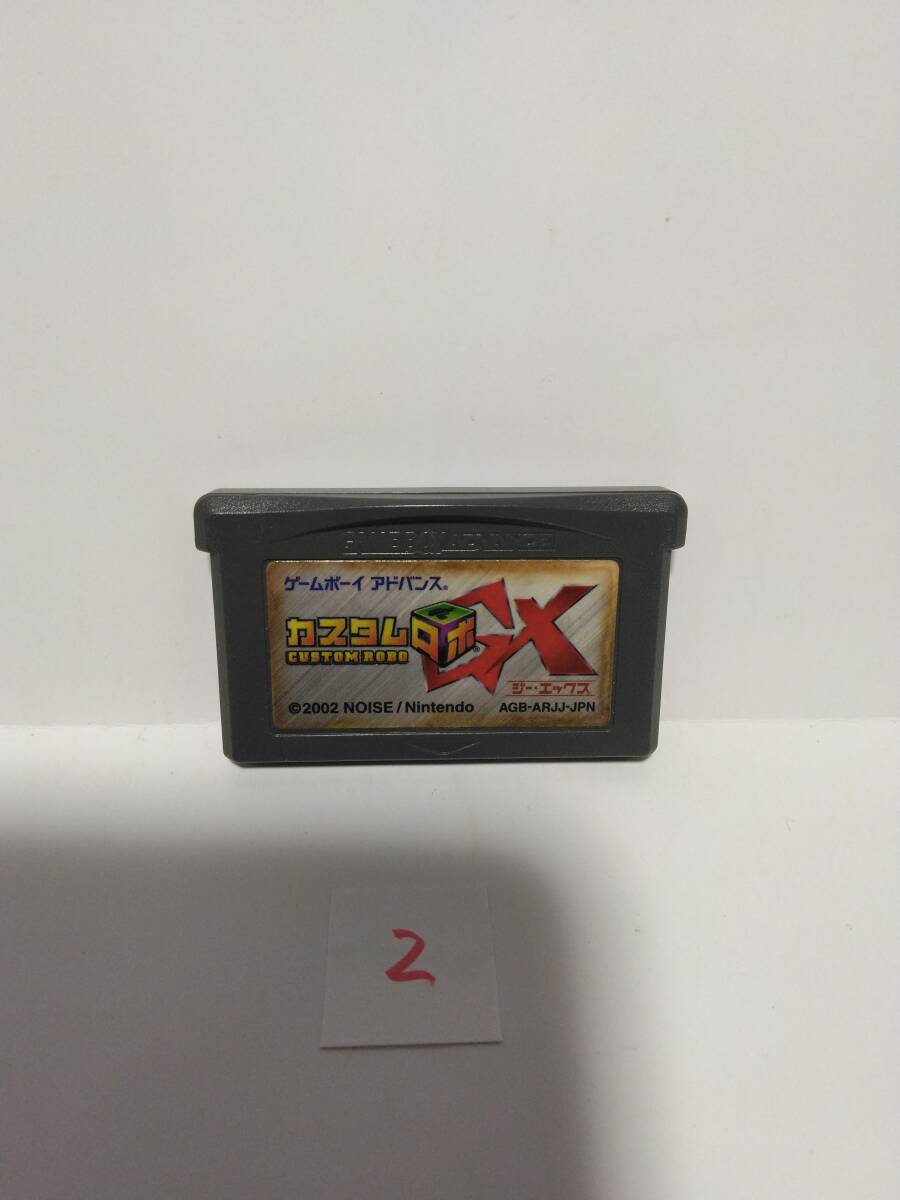 GAME BOY ADVANCE
ゲームボーイ アドバンス®
カスタムロボ® GX
CUSTOM ROBO
ジー・エックス
©2002 NOISE/Nintendo AGB-ARJJ-JPN
2